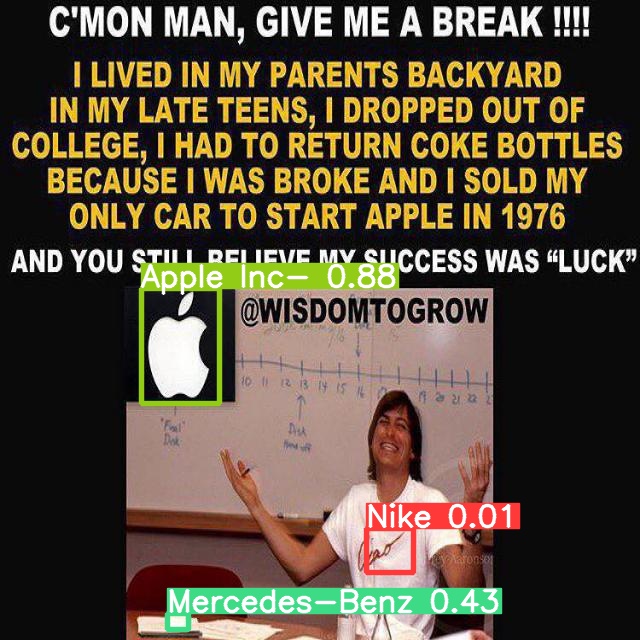 C'MON MAN, GIVE ME A BREAK !!!!
I LIVED IN MY PARENTS BACKYARD
IN MY LATE TEENS, I DROPPED OUT OF
COLLEGE, I HAD TO RETURN COKE BOTTLES
BECAUSE I WAS BROKE AND I SOLD MY
ONLY CAR TO START APPLE IN 1976
AND YOU STILL BELIEVE MY SUCCESS WAS “LUCK”
Apple Inc– 0.88
@WISDOMTOGROW
10 11 12 13 14 15 16 19 20 21 22
"Final"
Disk
Disk
Hand-off
Nike 0.01
Ciao
Mercedes–Benz 0.43